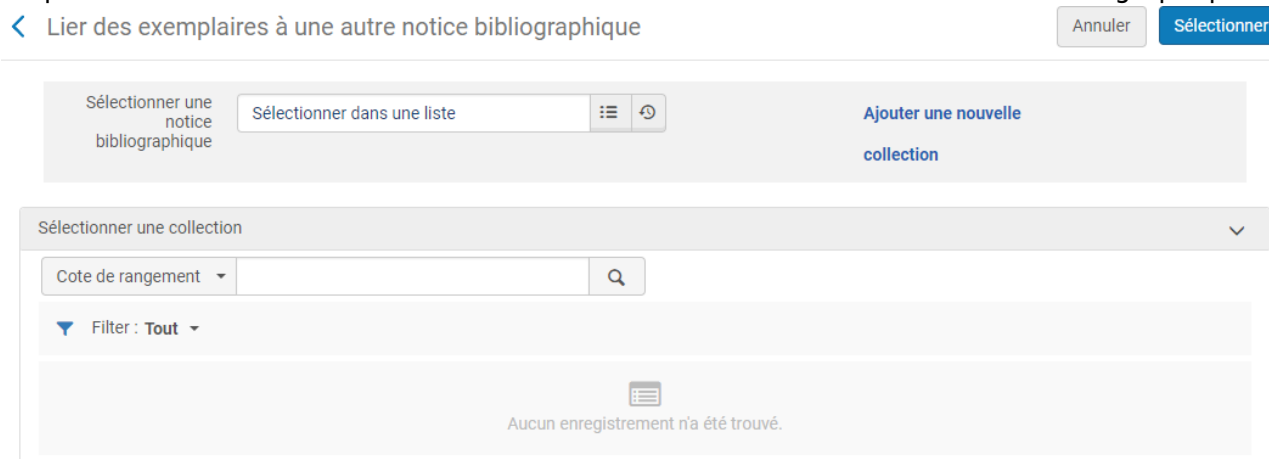 Lier des exemplaires à une autre notice bibliographique
Annuler
Sélectionner
Sélectionner une
notice
bibliographique
Sélectionner dans une liste
Ajouter une nouvelle
collection
Sélectionner une collection
Cote de rangement
Filter : Tout
Aucun enregistrement n'a été trouvé.